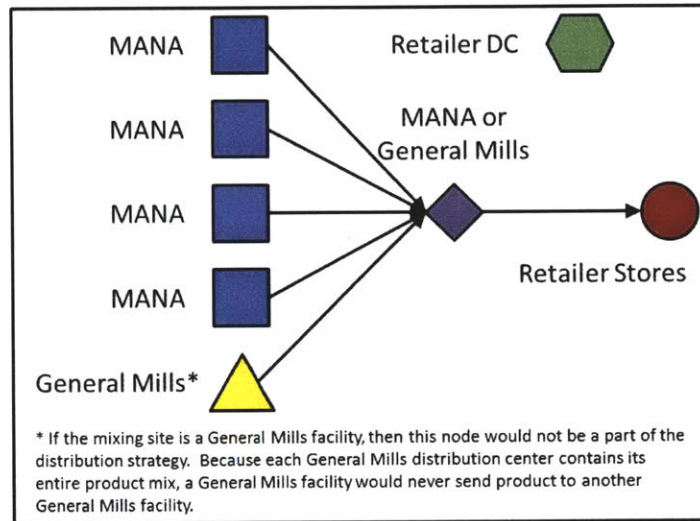 MANA
Retailer DC
MANA
MANA or
General Mills
MANA
MANA
Retailer Stores
General Mills*
* If the mixing site is a General Mills facility, then this node would not be a part of the
distribution strategy. Because each General Mills distribution center contains its
entire product mix, a General Mills facility would never send product to another
General Mills facility.